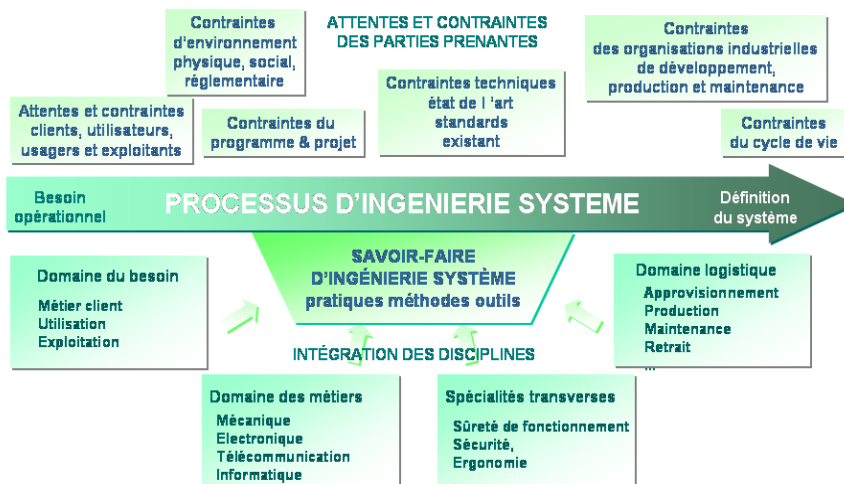 Contraintes
d'environnement
physique, social,
réglementaire
ATTENTES ET CONTRAINTES
DES PARTIES PRENANTES
Contraintes
des organisations industrielles
de développement,
production et maintenance
Attentes et contraintes
clients, utilisateurs,
usagers et exploitants
Contraintes du
programme & projet
Contraintes techniques
état de l 'art
standards
existant
Contraintes
du cycle de vie
Besoin
opérationnel
PROCESSUS D'INGENIERIE SYSTEME
Définition
du système
SAVOIR-FAIRE
D'INGÉNIERIE SYSTÈME
pratiques méthodes outils
Domaine du besoin
Métier client
Utilisation
Exploitation
Domaine logistique
Approvisionnement
Production
Maintenance
Retrait
...
INTÉGRATION DES DISCIPLINES
Domaine des métiers
Mécanique
Electronique
Télécommunication
Informatique
Spécialités transverses
Sûreté de fonctionnement
Sécurité,
Ergonomie